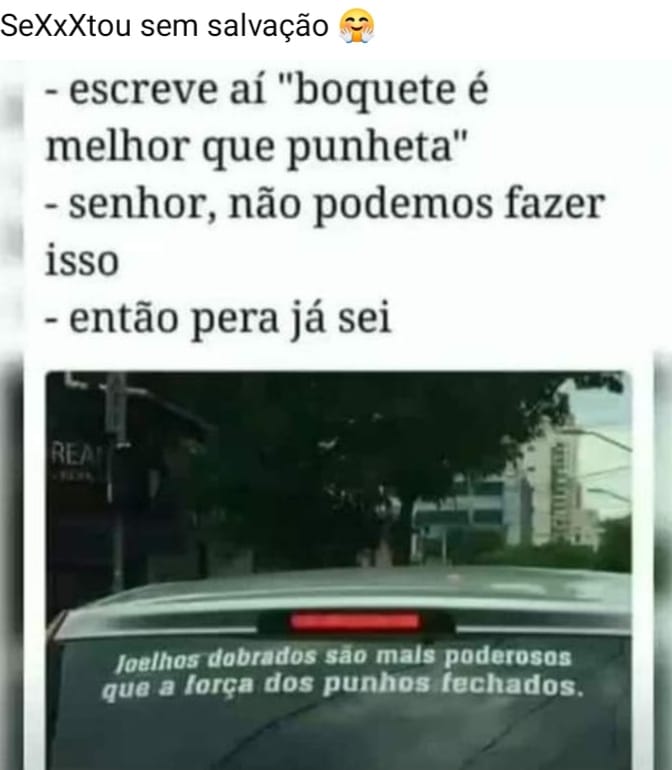 SeXxXtou sem salvação 🤗
- escreve aí "boquete é
melhor que punheta"
- senhor, não podemos fazer
isso
- então pera já sei
REA
Joelhos dobrados são mais poderosos
que a força dos punhos fechados.